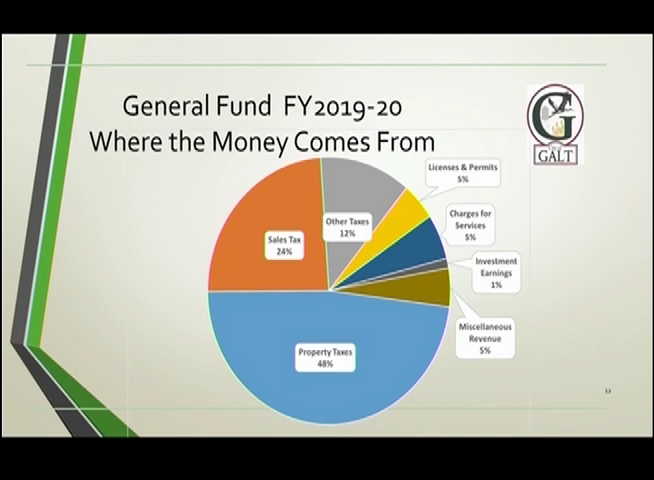 General Fund FY2019-20
Where the Money Comes From
G
GALT
Licenses & Permits
5%
Other Taxes
12%
Charges for
Services
5%
Sales Tax
24%
Investment
Earnings
1%
Miscellaneous
Revenue
5%
Property Taxes
48%